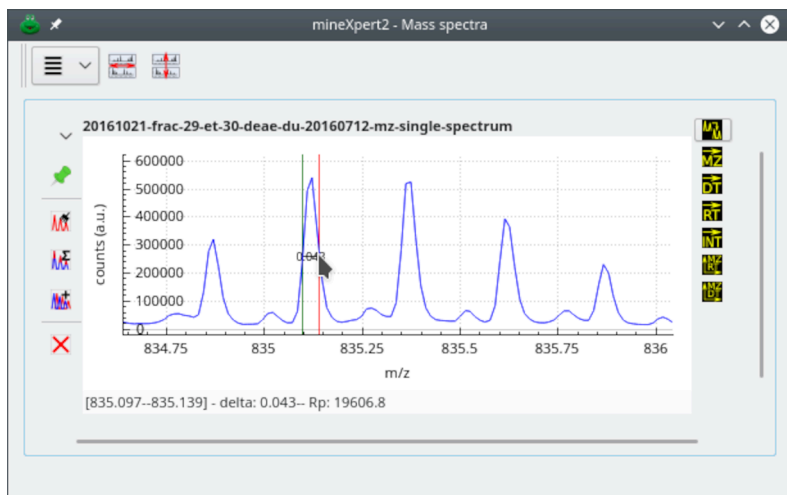 mineXpert2 - Mass spectra
20161021-frac-29-et-30-deae-du-20160712-mz-single-spectrum
MZ
DT
RT
INT
counts (a.u.)
600000
500000
400000
300000
200000
100000
0
0.043
834.75 835 835.25 835.5 835.75 836
m/z
[835.097--835.139] - delta: 0.043-- Rp: 19606.8